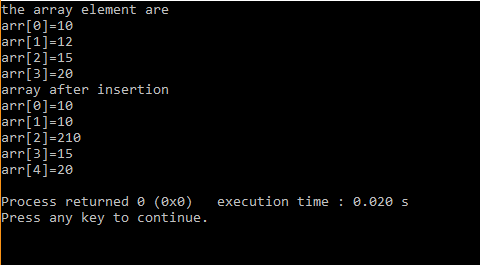 the array element are
arr[0]=10
arr[1]=12
arr[2]=15
arr[3]=20
array after insertion
arr[0]=10
arr[1]=10
arr[2]=210
arr[3]=15
arr[4]=20
Process returned 0 (0x0)   execution time : 0.020 s
Press any key to continue.